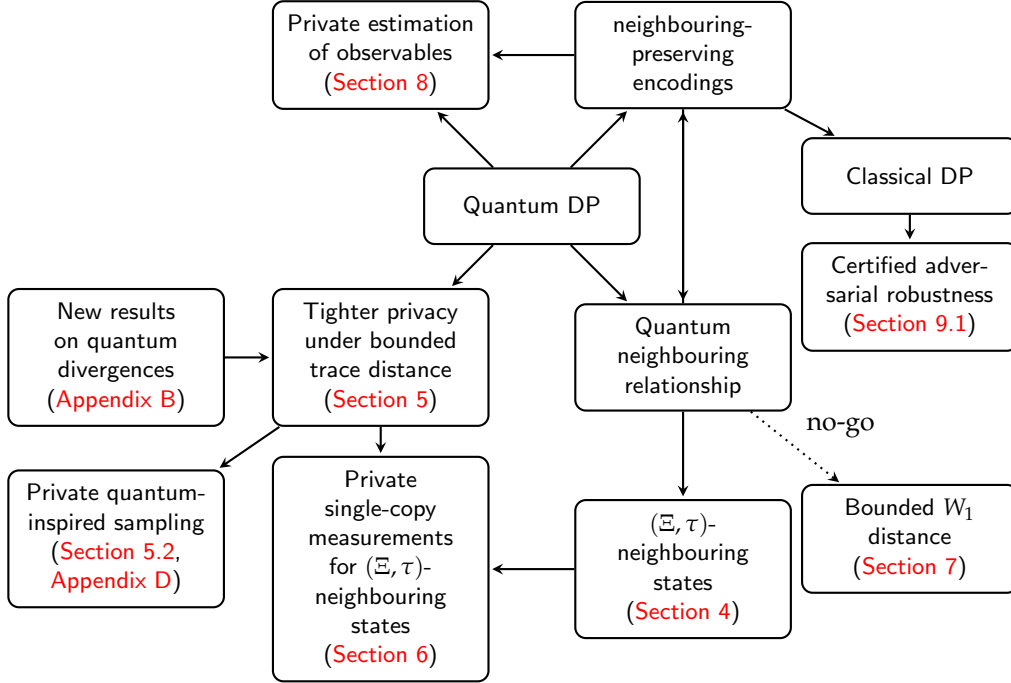 Private estimation
of observables
(Section 8)
neighbouring-
preserving
encodings
Quantum DP
Classical DP
Certified adver-
sarial robustness
(Section 9.1)
New results
on quantum
divergences
(Appendix B)
Tighter privacy
under bounded
trace distance
(Section 5)
Quantum
neighbouring
relationship
no-go
Private quantum-
inspired sampling
(Section 5.2,
Appendix D)
Private
single-copy
measurements
for (Ξ, τ)-
neighbouring
states
(Section 6)
(Ξ, τ)-
neighbouring
states
(Section 4)
Bounded W₁
distance
(Section 7)